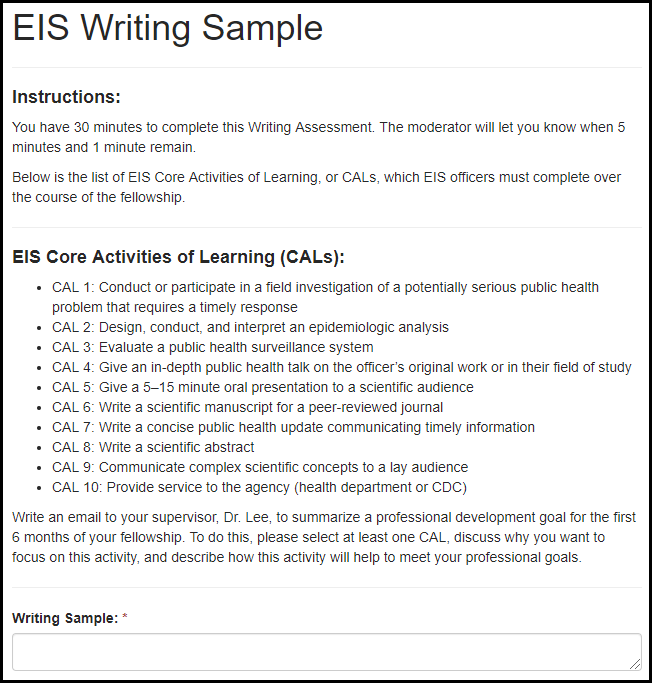 EIS Writing Sample
Instructions:
You have 30 minutes to complete this Writing Assessment. The moderator will let you know when 5
minutes and 1 minute remain.
Below is the list of EIS Core Activities of Learning, or CALs, which EIS officers must complete over
the course of the fellowship.
EIS Core Activities of Learning (CALs):
• CAL 1: Conduct or participate in a field investigation of a potentially serious public health
problem that requires a timely response
• CAL 2: Design, conduct, and interpret an epidemiologic analysis
• CAL 3: Evaluate a public health surveillance system
• CAL 4: Give an in-depth public health talk on the officer’s original work or in their field of study
• CAL 5: Give a 5–15 minute oral presentation to a scientific audience
• CAL 6: Write a scientific manuscript for a peer-reviewed journal
• CAL 7: Write a concise public health update communicating timely information
• CAL 8: Write a scientific abstract
• CAL 9: Communicate complex scientific concepts to a lay audience
• CAL 10: Provide service to the agency (health department or CDC)
Write an email to your supervisor, Dr. Lee, to summarize a professional development goal for the first
6 months of your fellowship. To do this, please select at least one CAL, discuss why you want to
focus on this activity, and describe how this activity will help to meet your professional goals.
Writing Sample: *